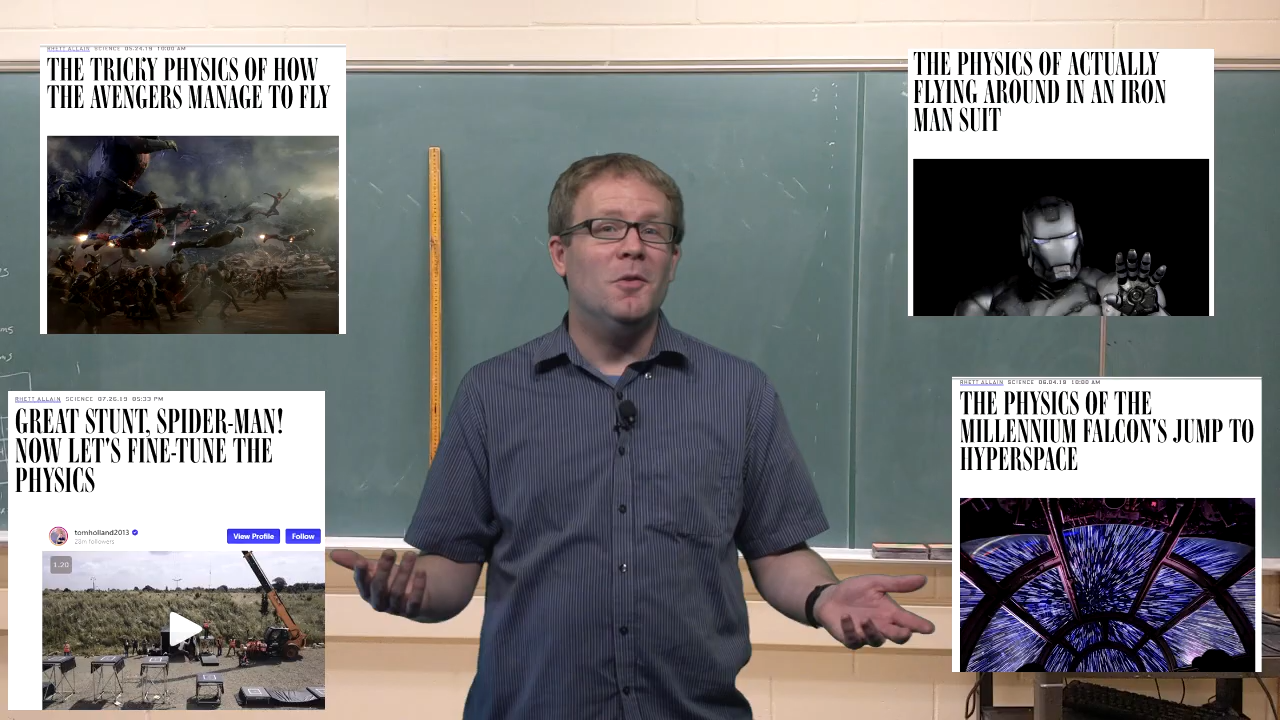 RHETT ALLAIN SCIENCE 05.24.19 10:00 AM
THE TRICKY PHYSICS OF HOW
THE AVENGERS MANAGE TO FLY
THE PHYSICS OF ACTUALLY
FLYING AROUND IN AN IRON
MAN SUIT
RHETT ALLAIN SCIENCE 07.26.19 05:33 PM
GREAT STUNT, SPIDER-MAN!
NOW LET'S FINE-TUNE THE
PHYSICS
tomholland2013
28m followers
View Profile
Follow
1.20
RHETT ALLAIN SCIENCE 06.04.19 10:00 AM
THE PHYSICS OF THE
MILLENNIUM FALCON'S JUMP TO
HYPERSPACE